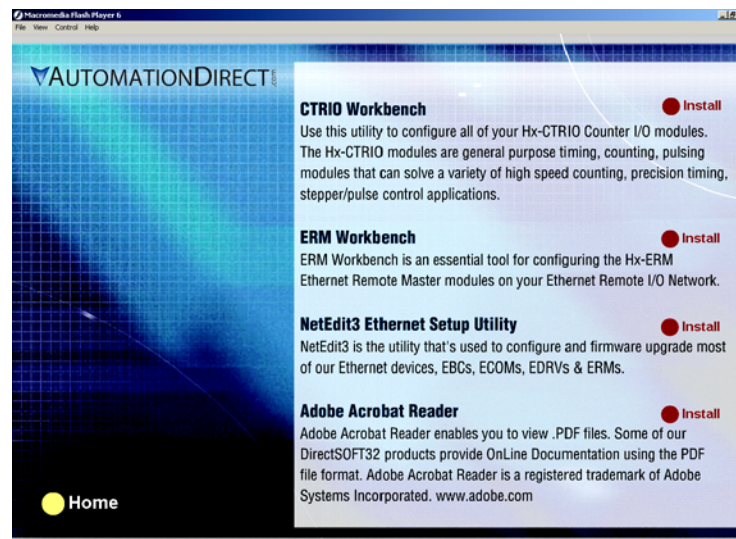 Macromedia Flash Player 6
File View Control Help
AUTOMATIONDIRECT
CTRIO Workbench
Install
Use this utility to configure all of your Hx-CTRIO Counter I/O modules.
The Hx-CTRIO modules are general purpose timing, counting, pulsing
modules that can solve a variety of high speed counting, precision timing,
stepper/pulse control applications.
ERM Workbench
Install
ERM Workbench is an essential tool for configuring the Hx-ERM
Ethernet Remote Master modules on your Ethernet Remote I/O Network.
NetEdit3 Ethernet Setup Utility
Install
NetEdit3 is the utility that's used to configure and firmware upgrade most
of our Ethernet devices, EBCs, ECOMs, EDRVs & ERMs.
Adobe Acrobat Reader
Install
Adobe Acrobat Reader enables you to view .PDF files. Some of our
DirectSOFT32 products provide OnLine Documentation using the PDF
file format. Adobe Acrobat Reader is a registered trademark of Adobe
Systems Incorporated. www.adobe.com
Home